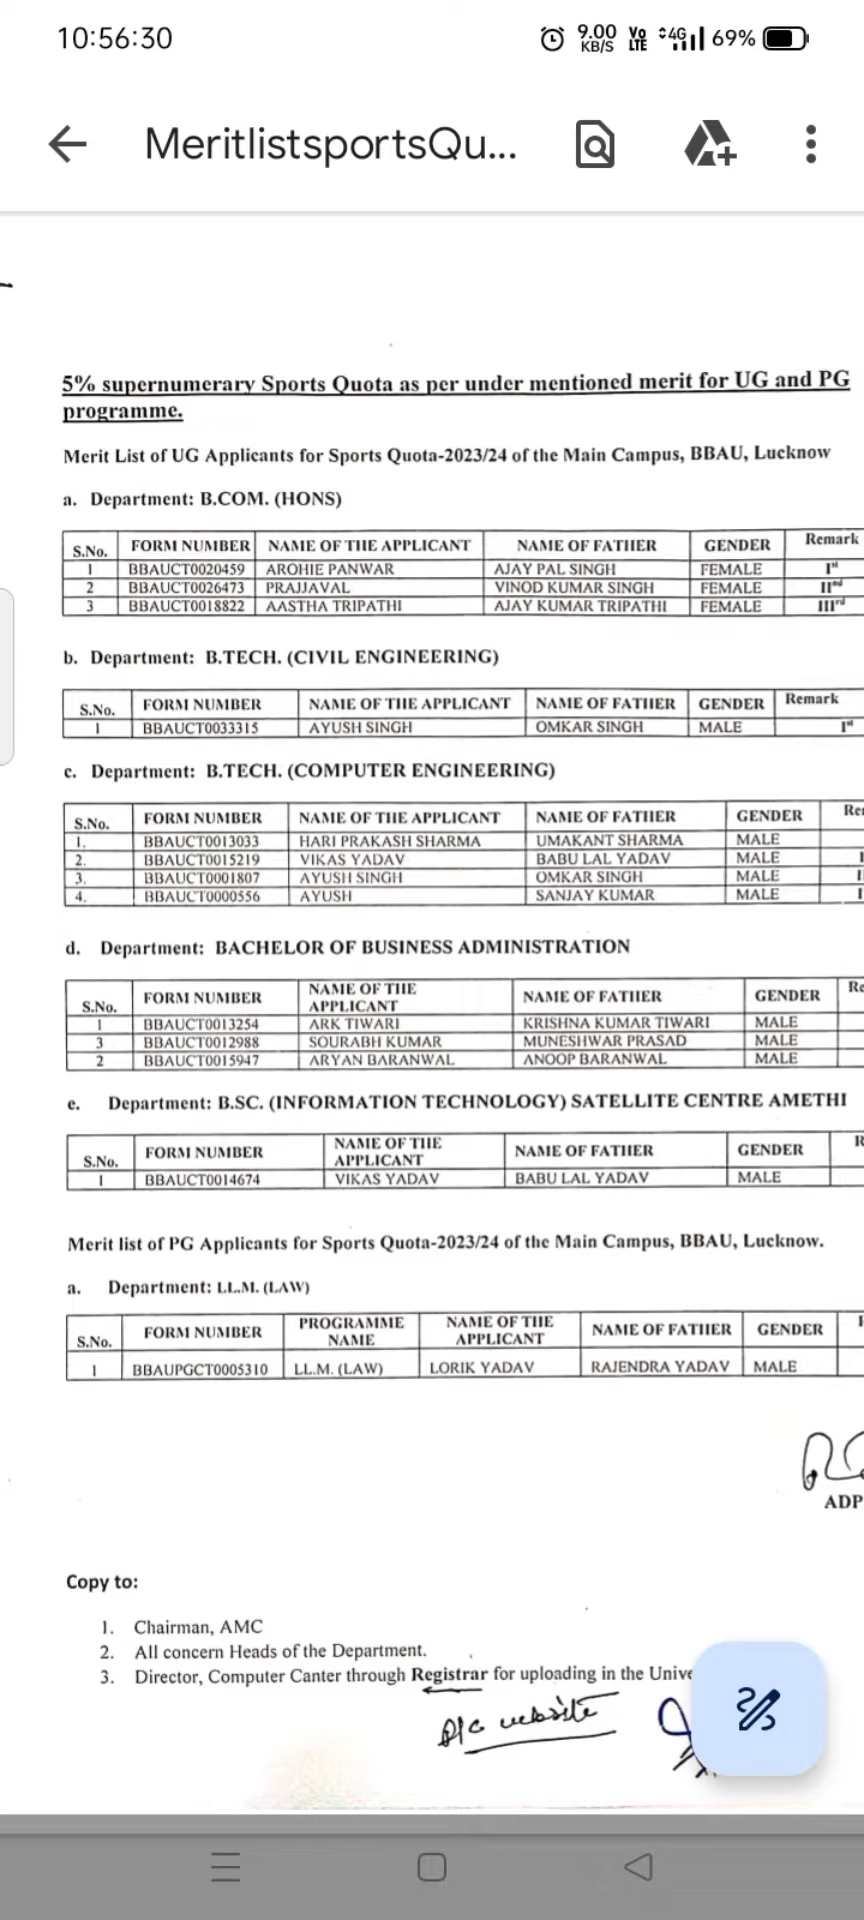 10:56:30 9.00 KB/S Vo LTE 4G 69%
MeritlistsportsQu...
5% supernumerary Sports Quota as per under mentioned merit for UG and PG
programme.
Merit List of UG Applicants for Sports Quota-2023/24 of the Main Campus, BBAU, Lucknow
a. Department: B.COM. (HONS)
S.No. FORM NUMBER NAME OF THE APPLICANT NAME OF FATHER GENDER Remark
1 BBAUCT0020459 AROHIE PANWAR AJAY PAL SINGH FEMALE Ist
2 BBAUCT0026473 PRAJJAVAL VINOD KUMAR SINGH FEMALE IInd
3 BBAUCT0018822 AASTHA TRIPATHI AJAY KUMAR TRIPATHI FEMALE IIIrd
b. Department: B.TECH. (CIVIL ENGINEERING)
S.No. FORM NUMBER NAME OF THE APPLICANT NAME OF FATHER GENDER Remark
1 BBAUCT0033315 AYUSH SINGH OMKAR SINGH MALE Ist
c. Department: B.TECH. (COMPUTER ENGINEERING)
S.No. FORM NUMBER NAME OF THE APPLICANT NAME OF FATHER GENDER Re
1. BBAUCT0013033 HARI PRAKASH SHARMA UMAKANT SHARMA MALE
2. BBAUCT0015219 VIKAS YADAV BABU LAL YADAV MALE
3. BBAUCT0001807 AYUSH SINGH OMKAR SINGH MALE
4. BBAUCT0000556 AYUSH SANJAY KUMAR MALE
d. Department: BACHELOR OF BUSINESS ADMINISTRATION
S.No. FORM NUMBER NAME OF THE APPLICANT NAME OF FATHER GENDER Re
1 BBAUCT0013254 ARK TIWARI KRISHNA KUMAR TIWARI MALE
3 BBAUCT0012988 SOURABH KUMAR MUNESHWAR PRASAD MALE
2 BBAUCT0015947 ARYAN BARANWAL ANOOP BARANWAL MALE
e. Department: B.SC. (INFORMATION TECHNOLOGY) SATELLITE CENTRE AMETHI
S.No. FORM NUMBER NAME OF THE APPLICANT NAME OF FATHER GENDER R
1 BBAUCT0014674 VIKAS YADAV BABU LAL YADAV MALE
Merit list of PG Applicants for Sports Quota-2023/24 of the Main Campus, BBAU, Lucknow.
a. Department: LL.M. (LAW)
S.No. FORM NUMBER PROGRAMME NAME NAME OF THE APPLICANT NAME OF FATHER GENDER
1 BBAUPGCT0005310 LL.M. (LAW) LORIK YADAV RAJENDRA YADAV MALE
ADP
Copy to:
1. Chairman, AMC
2. All concern Heads of the Department.
3. Director, Computer Canter through Registrar for uploading in the Unive
website